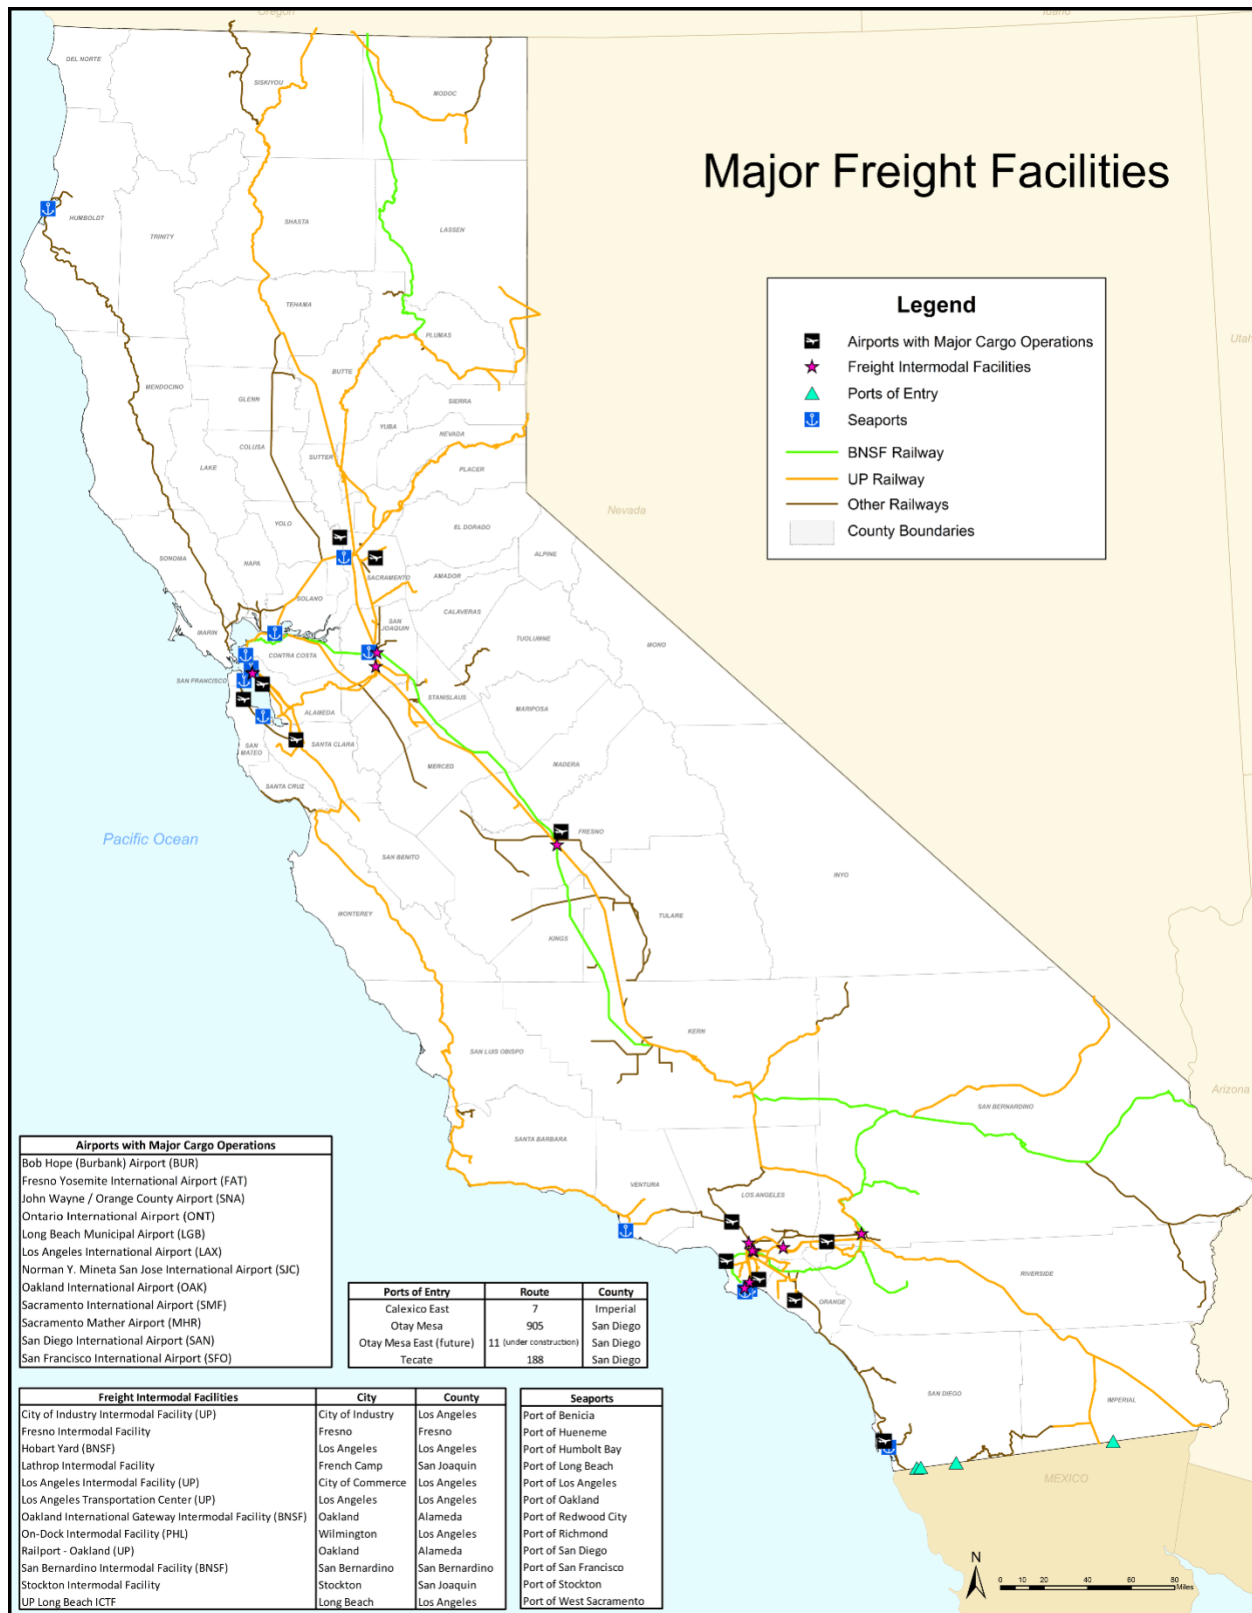 Oregon
Idaho
DEL NORTE
SISKIYOU
MODOC
Major Freight Facilities
HUMBOLDT
TRINITY
SHASTA
LASSEN
Legend
Airports with Major Cargo Operations
Freight Intermodal Facilities
Ports of Entry
Seaports
BNSF Railway
UP Railway
Other Railways
County Boundaries
Utah
TEHAMA
PLUMAS
MENDOCINO
BUTTE
GLENN
SIERRA
YUBA
NEVADA
COLUSA
SUTTER
LAKE
PLACER
Nevada
YOLO
EL DORADO
SONOMA
NAPA
ALPINE
SACRAMENTO
AMADOR
SOLANO
CALAVERAS
SAN JOAQUIN
MARIN
TUOLUMNE
MONO
CONTRA COSTA
SAN FRANCISCO
STANISLAUS
ALAMEDA
MARIPOSA
SAN MATEO
SANTA CLARA
MERCED
MADERA
SANTA CRUZ
Pacific Ocean
FRESNO
SAN BENITO
INYO
MONTEREY
TULARE
KINGS
KERN
SAN LUIS OBISPO
Arizona
SAN BERNARDINO
SANTA BARBARA
VENTURA
LOS ANGELES
RIVERSIDE
ORANGE
SAN DIEGO
IMPERIAL
MEXICO
Airports with Major Cargo Operations
Bob Hope (Burbank) Airport (BUR)
Fresno Yosemite International Airport (FAT)
John Wayne / Orange County Airport (SNA)
Ontario International Airport (ONT)
Long Beach Municipal Airport (LGB)
Los Angeles International Airport (LAX)
Norman Y. Mineta San Jose International Airport (SJC)
Oakland International Airport (OAK)
Sacramento International Airport (SMF)
Sacramento Mather Airport (MHR)
San Diego International Airport (SAN)
San Francisco International Airport (SFO)
Ports of Entry Route County
Calexico East 7 Imperial
Otay Mesa 905 San Diego
Otay Mesa East (future) 11 (under construction) San Diego
Tecate 188 San Diego
Freight Intermodal Facilities City County
City of Industry Intermodal Facility (UP) City of Industry Los Angeles
Fresno Intermodal Facility Fresno Fresno
Hobart Yard (BNSF) Los Angeles Los Angeles
Lathrop Intermodal Facility French Camp San Joaquin
Los Angeles Intermodal Facility (UP) City of Commerce Los Angeles
Los Angeles Transportation Center (UP) Los Angeles Los Angeles
Oakland International Gateway Intermodal Facility (BNSF) Oakland Alameda
On-Dock Intermodal Facility (PHL) Wilmington Los Angeles
Railport - Oakland (UP) Oakland Alameda
San Bernardino Intermodal Facility (BNSF) San Bernardino San Bernardino
Stockton Intermodal Facility Stockton San Joaquin
UP Long Beach ICTF Long Beach Los Angeles
Seaports
Port of Benicia
Port of Hueneme
Port of Humbolt Bay
Port of Long Beach
Port of Los Angeles
Port of Oakland
Port of Redwood City
Port of Richmond
Port of San Diego
Port of San Francisco
Port of Stockton
Port of West Sacramento
N
0 10 20 40 60 80
Miles